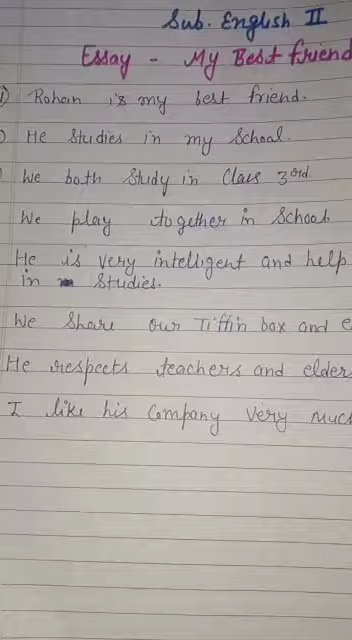 Sub. English II
Essay - My Best friend
1) Rohan is my best friend.
He Studies in my School.
We both Study in Class 3rd.
We play together in School
He is very intelligent and help
in Studies.
We Share our Tiffin box and
He respects teachers and elder
I like his Company Very Much